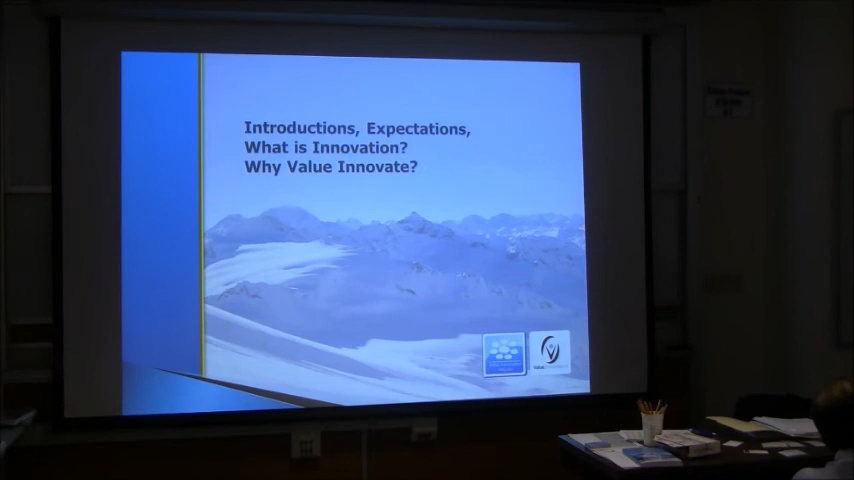 Introductions, Expectations,
What is Innovation?
Why Value Innovate?